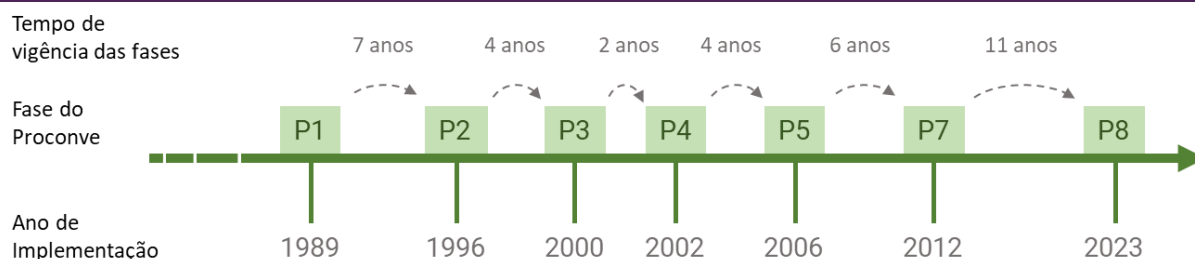 Tempo de
vigência das fases
7 anos 4 anos 2 anos 4 anos 6 anos 11 anos
Fase do
Proconve
P1 P2 P3 P4 P5 P7 P8
Ano de
Implementação
1989 1996 2000 2002 2006 2012 2023